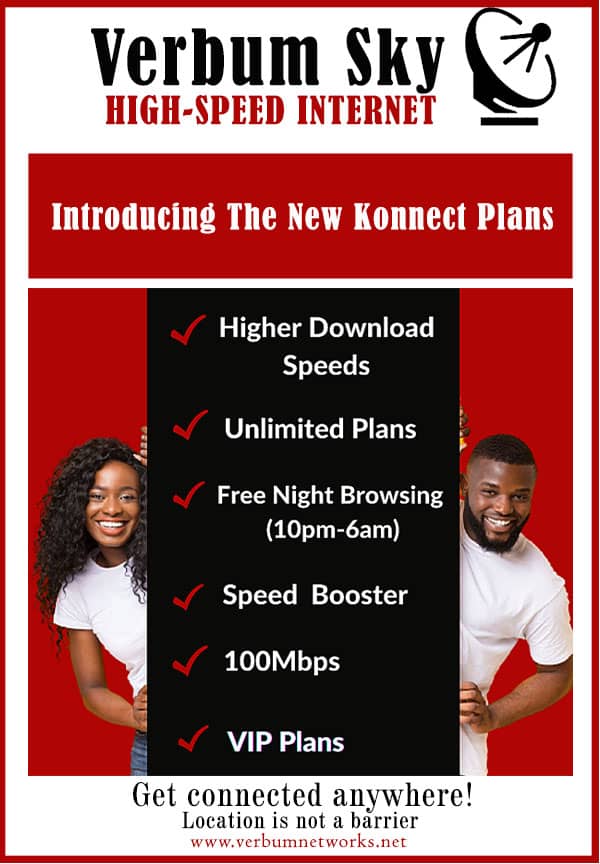 Verbum Sky
HIGH-SPEED INTERNET
Introducing The New Konnect Plans
Higher Download
Speeds
Unlimited Plans
Free Night Browsing
(10pm-6am)
Speed Booster
100Mbps
VIP Plans
Get connected anywhere!
Location is not a barrier
www.verbumnetworks.net